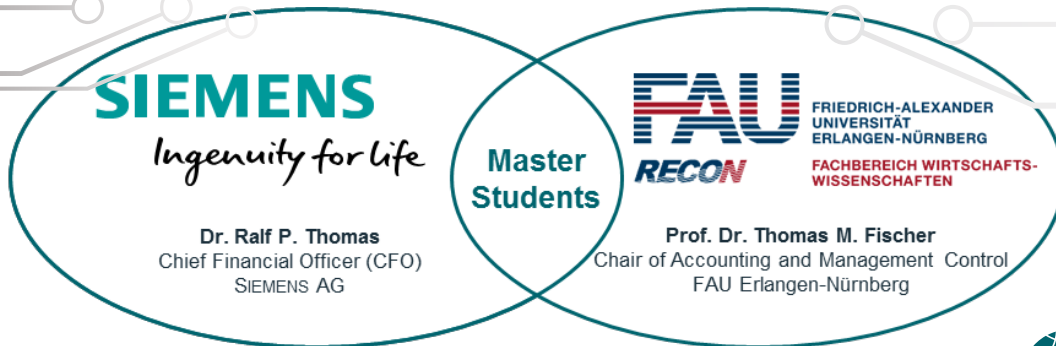 SIEMENS
Ingenuity for life
Dr. Ralf P. Thomas
Chief Financial Officer (CFO)
SIEMENS AG
Master
Students
FAU
FRIEDRICH-ALEXANDER
UNIVERSITÄT
ERLANGEN-NÜRNBERG
RECON
FACHBEREICH WIRTSCHAFTS-
WISSENSCHAFTEN
Prof. Dr. Thomas M. Fischer
Chair of Accounting and Management Control
FAU Erlangen-Nürnberg